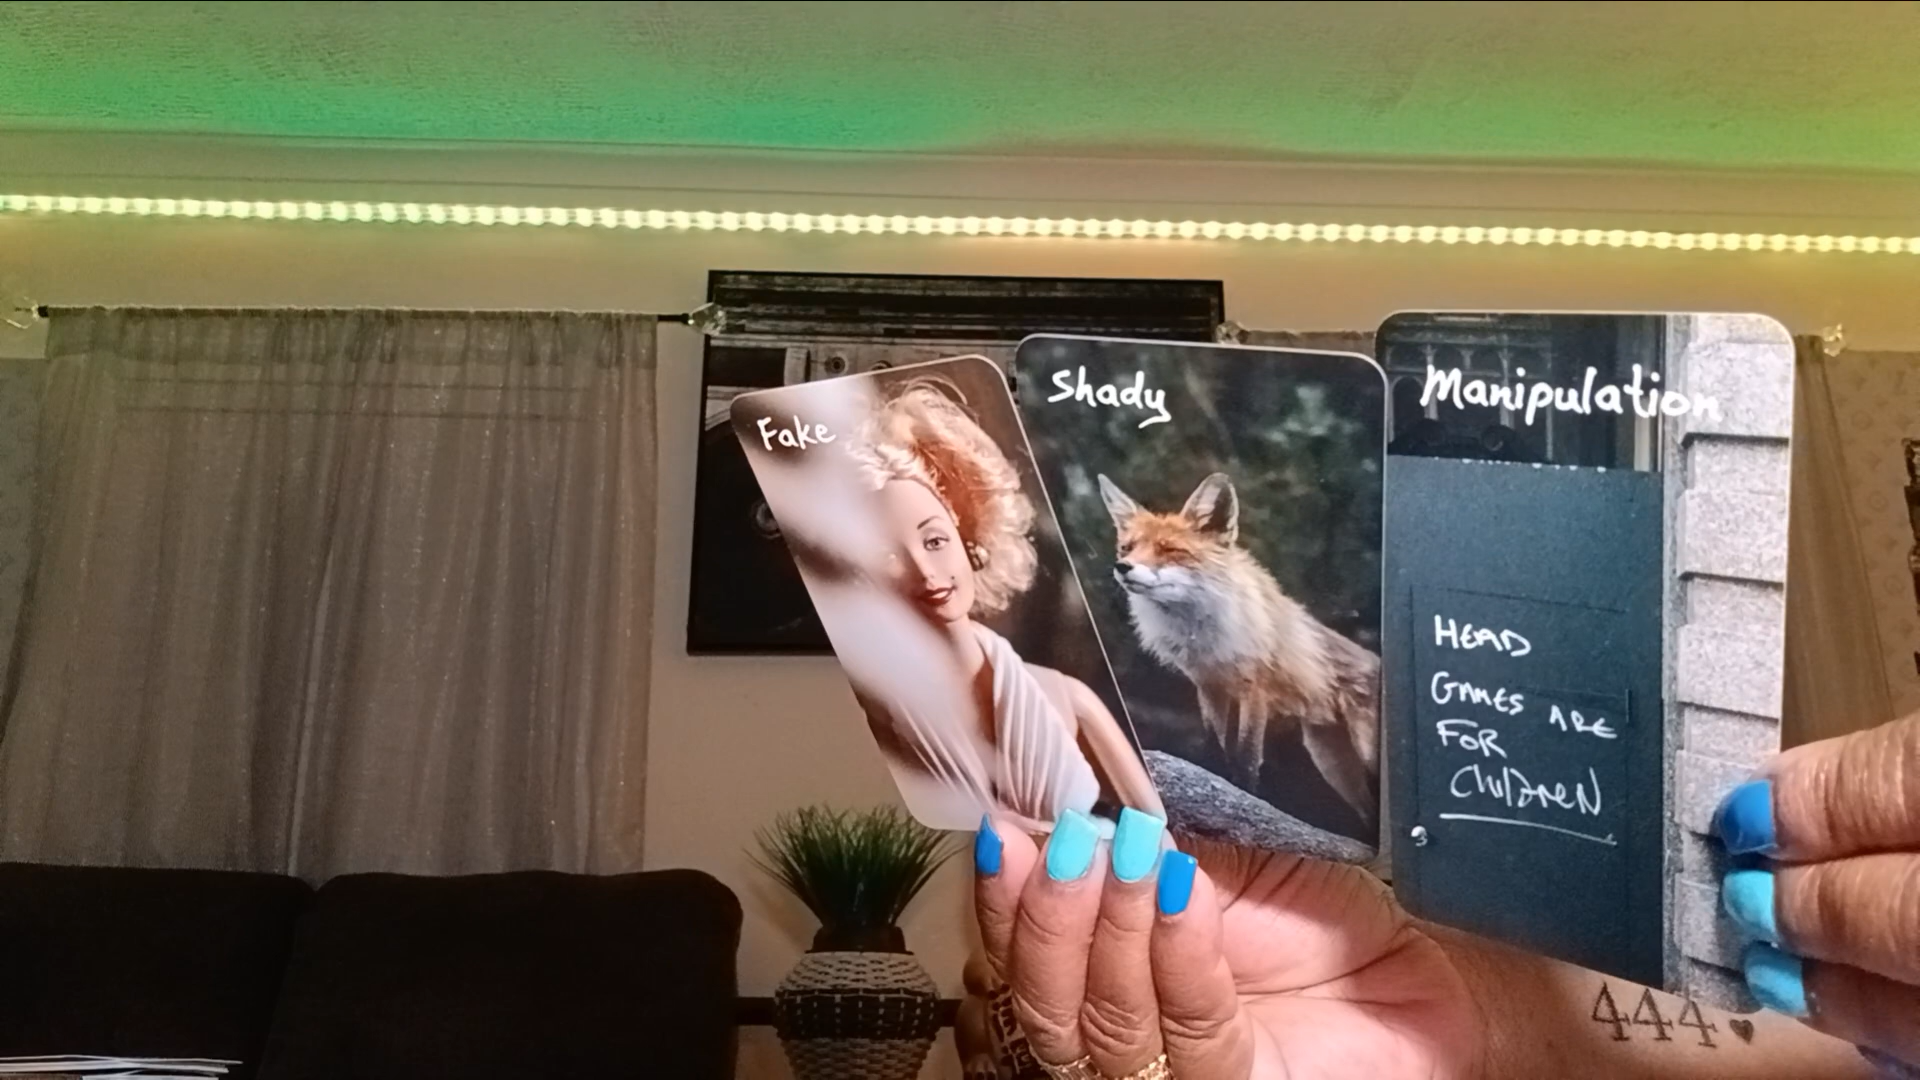 Fake
Shady
Manipulation
HEAD
GAMES ARE
FOR
ChilDreN
444